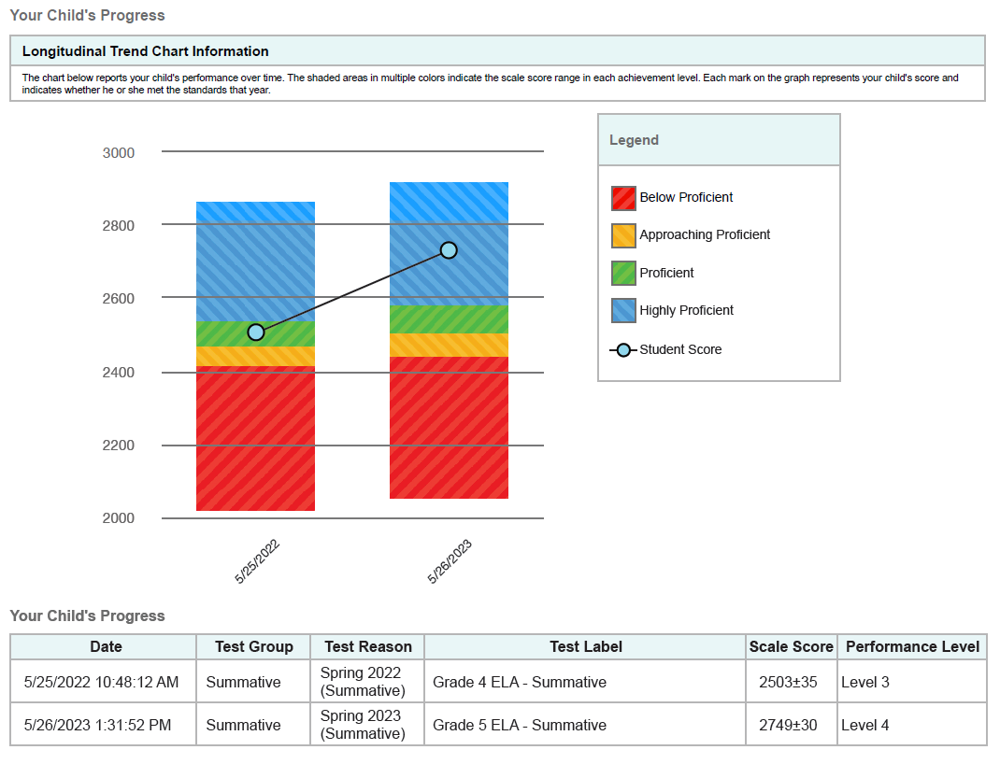 Your Child's Progress
Longitudinal Trend Chart Information
The chart below reports your child's performance over time. The shaded areas in multiple colors indicate the scale score range in each achievement level. Each mark on the graph represents your child's score and
indicates whether he or she met the standards that year.
3000
2800
2600
2400
2200
2000
5/25/2022
5/26/2023
Legend
Below Proficient
Approaching Proficient
Proficient
Highly Proficient
Student Score
Your Child's Progress
Date Test Group Test Reason Test Label Scale Score Performance Level
5/25/2022 10:48:12 AM Summative Spring 2022 (Summative) Grade 4 ELA - Summative 2503±35 Level 3
5/26/2023 1:31:52 PM Summative Spring 2023 (Summative) Grade 5 ELA - Summative 2749±30 Level 4